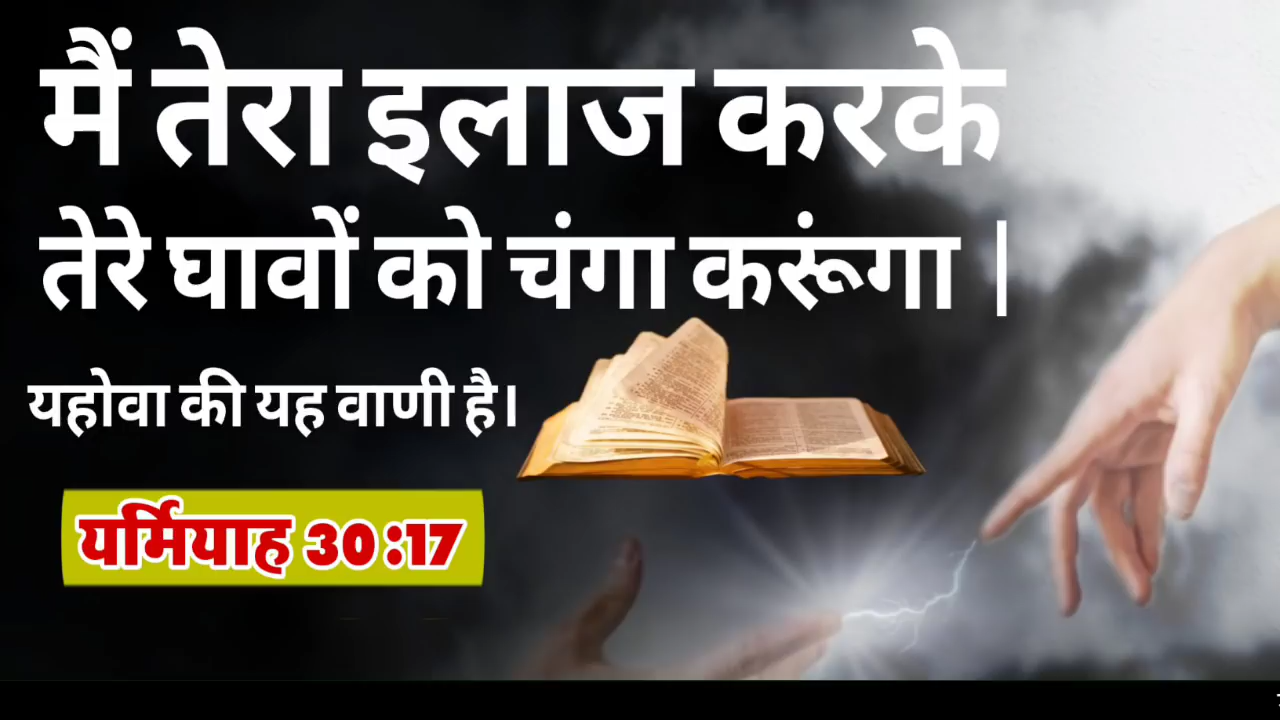 मैं तेरा इलाज करके
तेरे घावों को चंगा करूंगा |
यहोवा की यह वाणी है।
यर्मियाह 30 :17